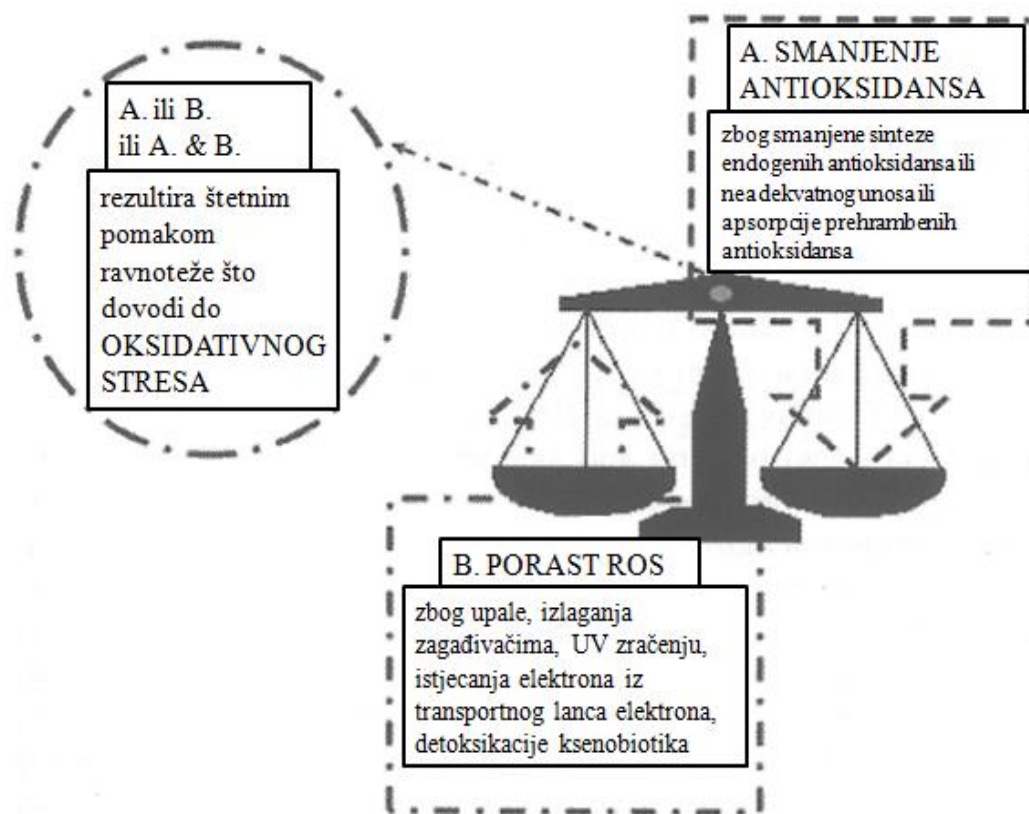 A. ili B.
ili A. & B.
rezultira štetnim
pomakom
ravnoteže što
dovodi do
OKSIDATIVNOG
STRESA
A. SMANJENJE
ANTIOKSIDANSA
zbog smanjene sinteze
endogenih antioksidansa ili
neadekvatnog unosa ili
apsorpcije prehrambenih
antioksidansa
B. PORAST ROS
zbog upale, izlaganja
zagađivačima, UV zračenju,
istjecanja elektrona iz
transportnog lanca elektrona,
detoksikacije ksenobiotika